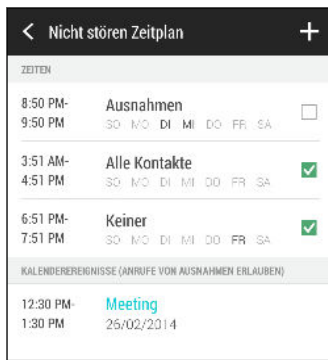 Nicht stören Zeitplan
ZEITEN
8:50 PM- Ausnahmen
9:50 PM SO MO DI MI DO FR SA
3:51 AM- Alle Kontakte
4:51 PM SO MO DI MI DO FR SA
6:51 PM- Keiner
7:51 PM SO MO DI MI DO FR SA
KALENDEREREIGNISSE (ANRUFE VON AUSNAHMEN ERLAUBEN)
12:30 PM- Meeting
1:30 PM 26/02/2014